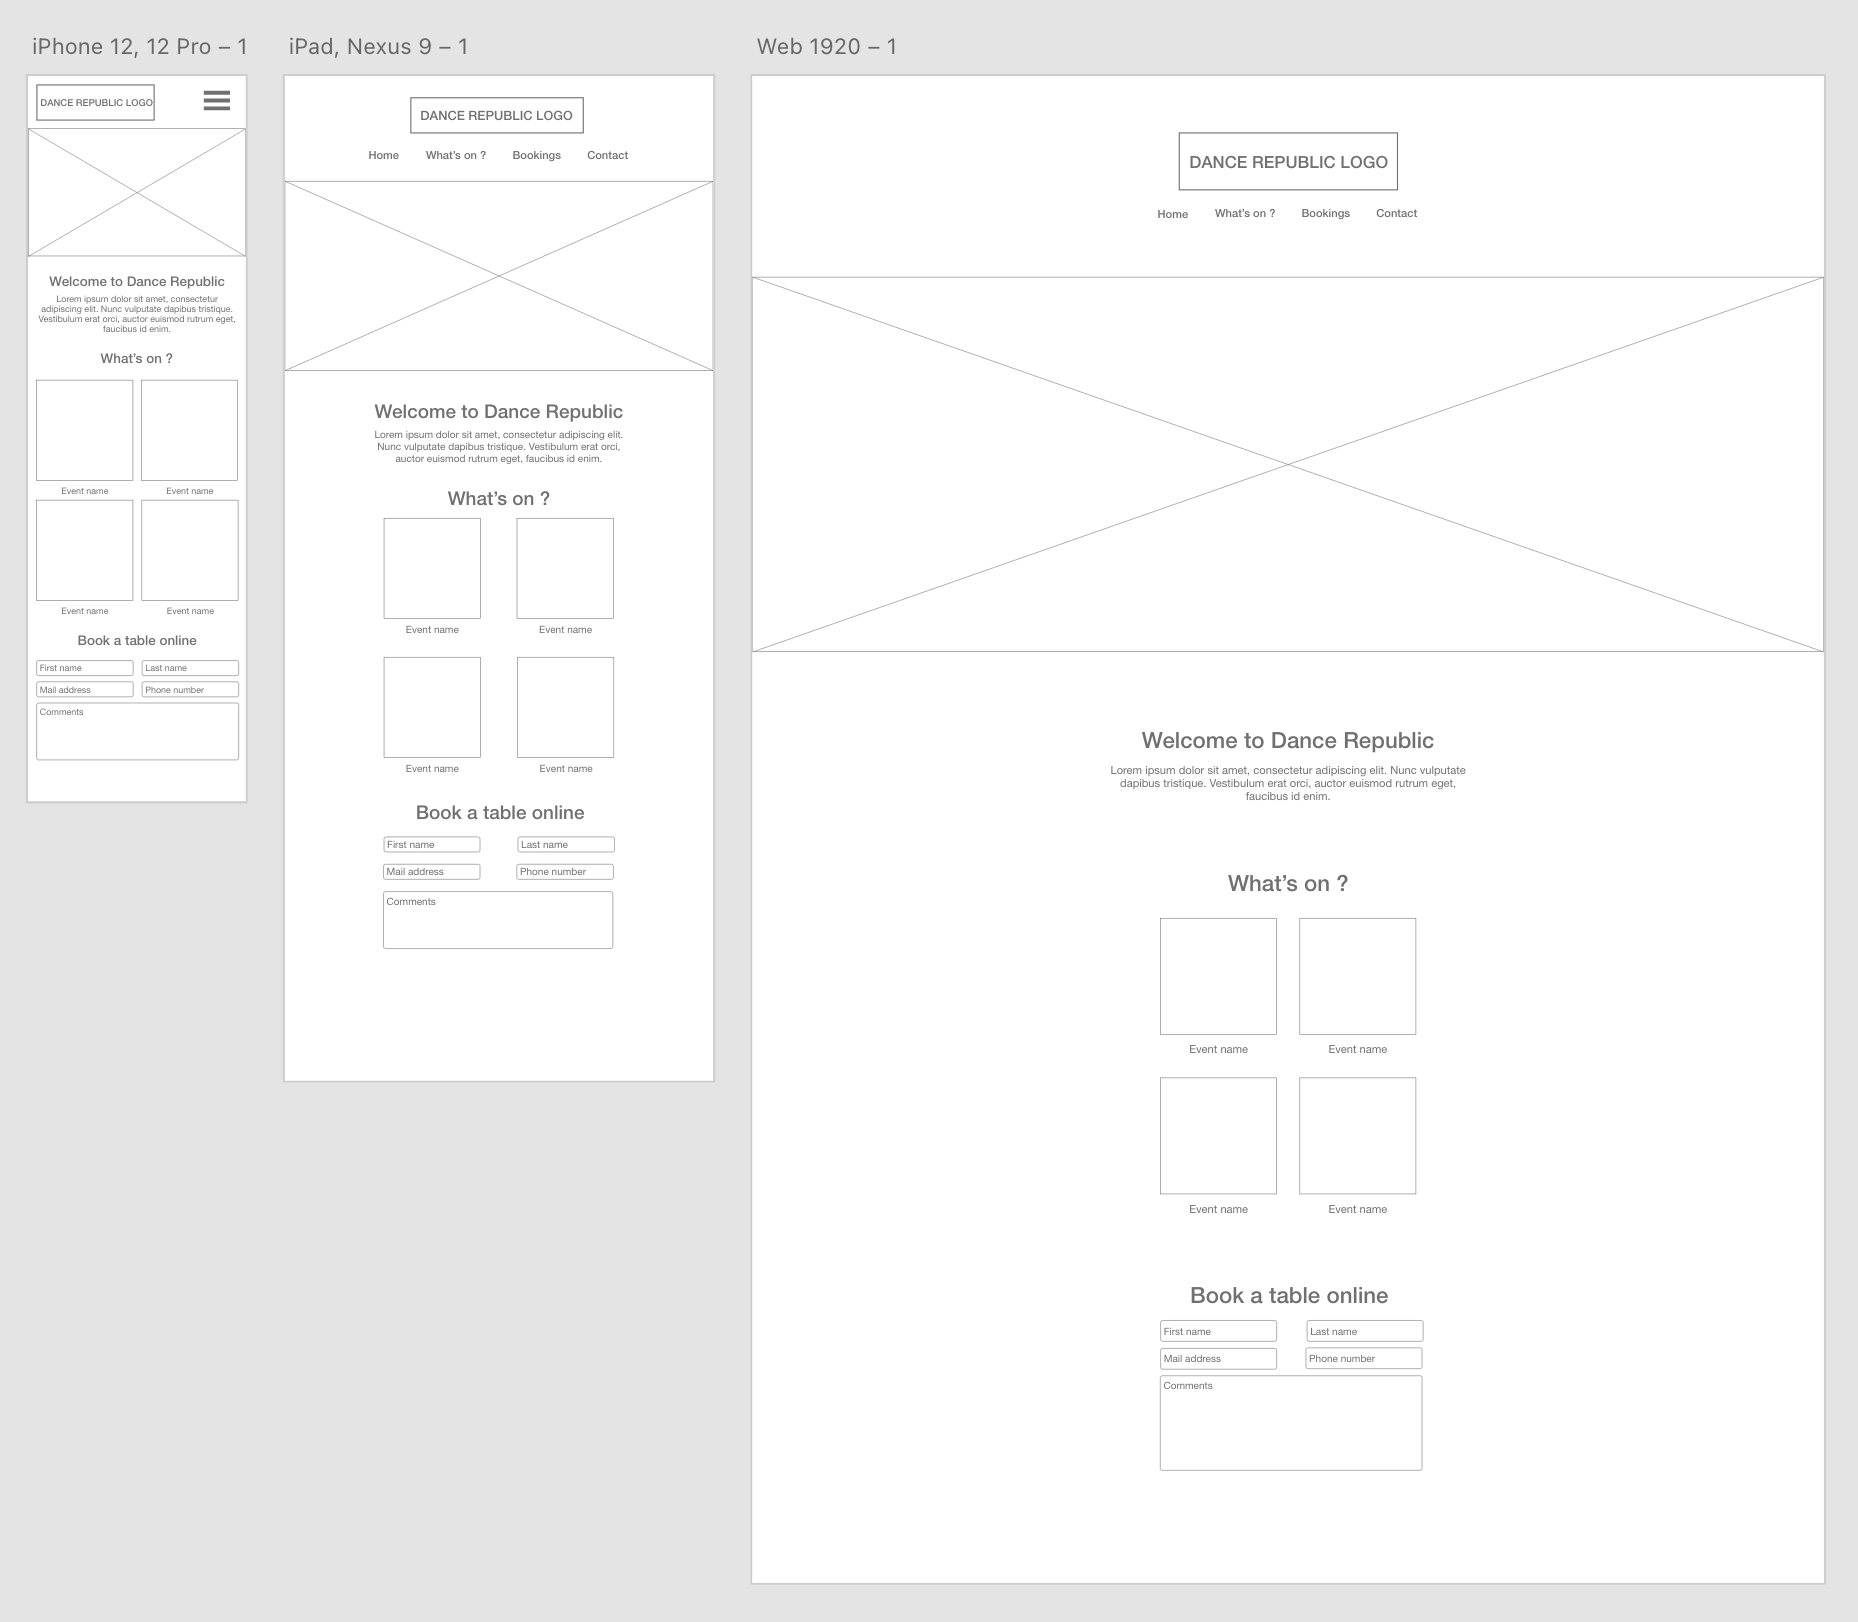 iPhone 12, 12 Pro – 1
DANCE REPUBLIC LOGO
Welcome to Dance Republic
Lorem ipsum dolor sit amet, consectetur
adipiscing elit. Nunc vulputate dapibus tristique.
Vestibulum erat orci, auctor euismod rutrum eget,
faucibus id enim.
What's on ?
Event name Event name
Event name Event name
Book a table online
First name Last name
Mail address Phone number
Comments
iPad, Nexus 9 – 1
DANCE REPUBLIC LOGO
Home What's on ? Bookings Contact
Welcome to Dance Republic
Lorem ipsum dolor sit amet, consectetur adipiscing elit.
Nunc vulputate dapibus tristique. Vestibulum erat orci,
auctor euismod rutrum eget, faucibus id enim.
What's on ?
Event name Event name
Event name Event name
Book a table online
First name Last name
Mail address Phone number
Comments
Web 1920 – 1
DANCE REPUBLIC LOGO
Home What's on ? Bookings Contact
Welcome to Dance Republic
Lorem ipsum dolor sit amet, consectetur adipiscing elit. Nunc vulputate
dapibus tristique. Vestibulum erat orci, auctor euismod rutrum eget,
faucibus id enim.
What's on ?
Event name Event name
Event name Event name
Book a table online
First name Last name
Mail address Phone number
Comments